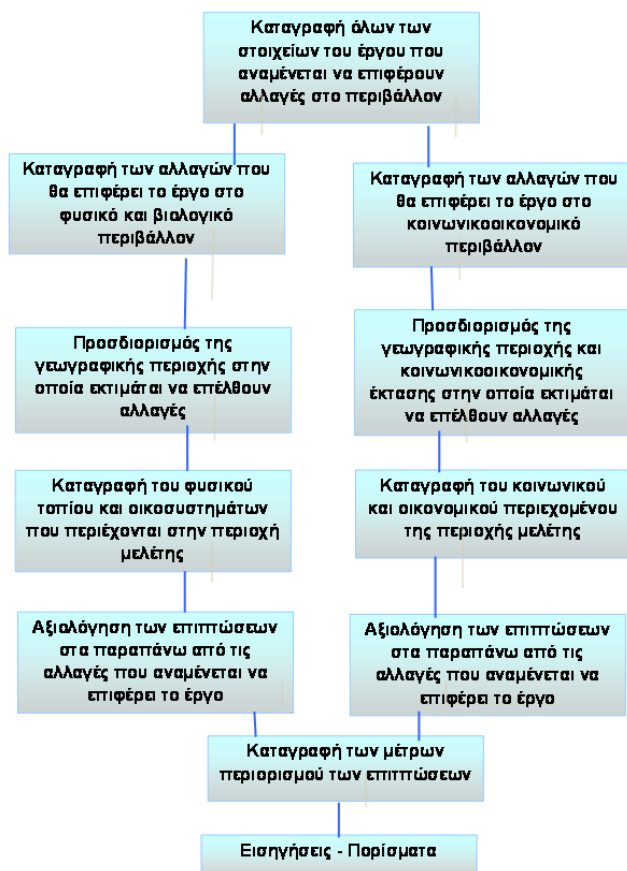 Καταγραφή όλων των
στοιχείων του έργου που
αναμένεται να επιφέρουν
αλλαγές στο περιβάλλον
Καταγραφή των αλλαγών που
θα επιφέρει το έργο στο
φυσικό και βιολογικό
περιβάλλον
Καταγραφή των αλλαγών που
θα επιφέρει το έργο στο
κοινωνικοοικονομικό
περιβάλλον
Προσδιορισμός της
γεωγραφικής περιοχής στην
οποία εκτιμάται να επέλθουν
αλλαγές
Προσδιορισμός της
γεωγραφικής περιοχής και
κοινωνικοοικονομικής
έκτασης στην οποία εκτιμάται
να επέλθουν αλλαγές
Καταγραφή του φυσικού
τοπίου και οικοσυστημάτων
που περιέχονται στην περιοχή
μελέτης
Καταγραφή του κοινωνικού
και οικονομικού περιεχομένου
της περιοχής μελέτης
Αξιολόγηση των επιπτώσεων
στα παραπάνω από τις
αλλαγές που αναμένεται να
επιφέρει το έργο
Αξιολόγηση των επιπτώσεων
στα παραπάνω από τις
αλλαγές που αναμένεται να
επιφέρει το έργο
Καταγραφή των μέτρων
περιορισμού των επιπτώσεων
Εισηγήσεις - Πορίσματα